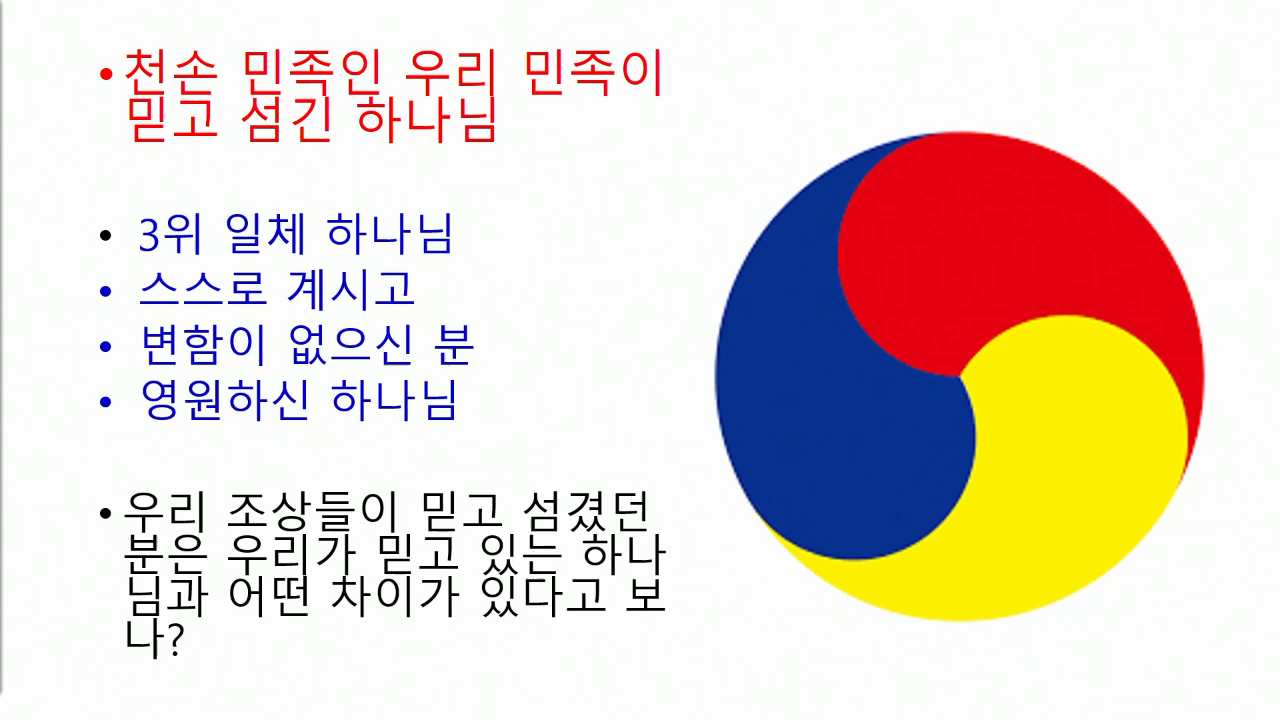 •천손 민족인 우리 민족이
믿고 섬긴 하나님
• 3위 일체 하나님
• 스스로 계시고
• 변함이 없으신 분
• 영원하신 하나님
•우리 조상들이 믿고 섬겼던
분은 우리가 믿고 있는 하나
님과 어떤 차이가 있다고 보
나?